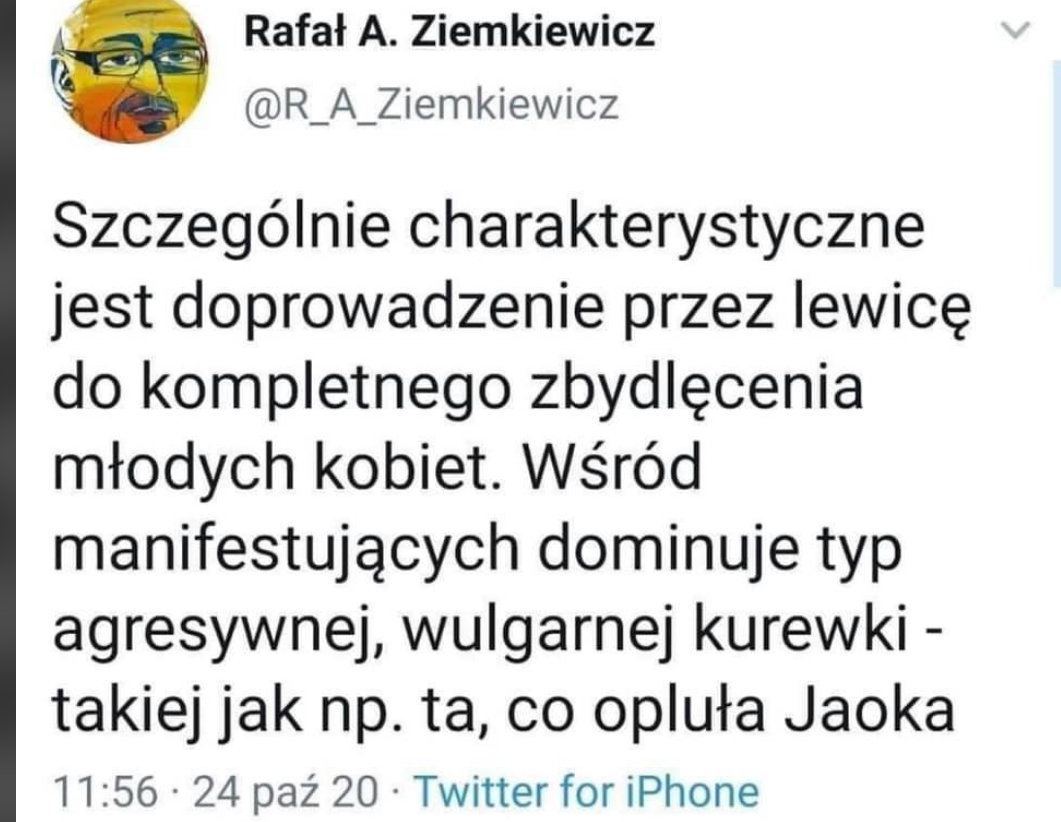 Rafał A. Ziemkiewicz
@R_A_Ziemkiewicz
Szczególnie charakterystyczne
jest doprowadzenie przez lewicę
do kompletnego zbydlęcenia
młodych kobiet. Wśród
manifestujących dominuje typ
agresywnej, wulgarnej kurewki -
takiej jak np. ta, co opluła Jaoka
11:56 · 24 paź 20 · Twitter for iPhone